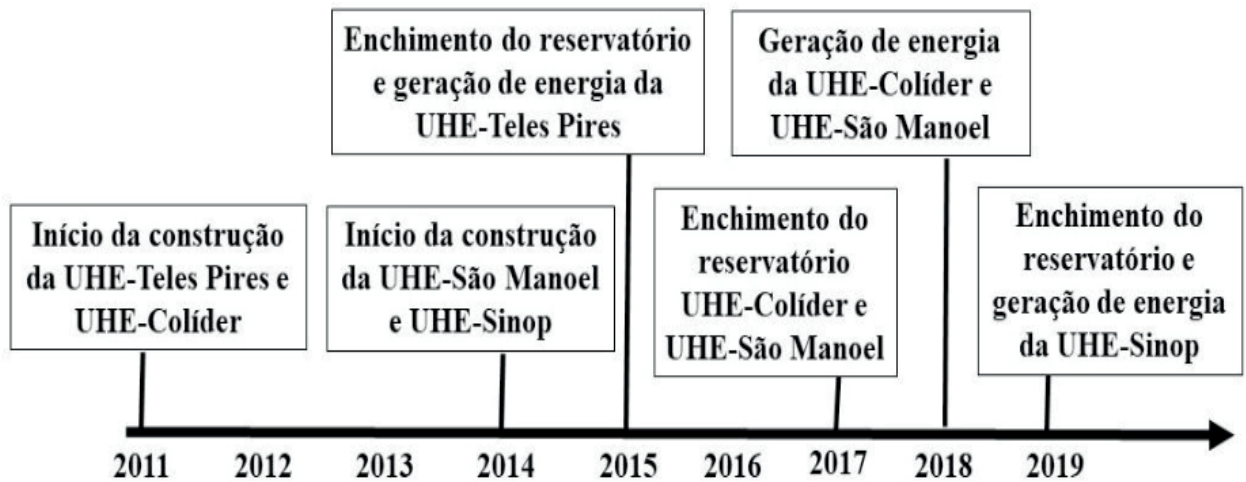 Enchimento do reservatório
e geração de energia da
UHE-Teles Pires
Geração de energia
da UHE-Colíder e
UHE-São Manoel
Início da construção
da UHE-Teles Pires e
UHE-Colíder
Início da construção
da UHE-São Manoel
e UHE-Sinop
Enchimento do
reservatório
UHE-Colíder e
UHE-São Manoel
Enchimento do
reservatório e
geração de energia
da UHE-Sinop
2011 2012 2013 2014 2015 2016 2017 2018 2019